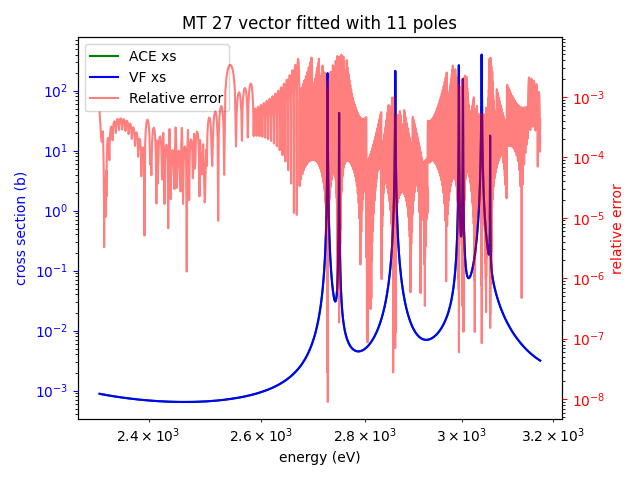 MT 27 vector fitted with 11 poles
ACE xs
VF xs
Relative error
cross section (b)
10²
10¹
10⁰
10⁻¹
10⁻²
10⁻³
relative error
10⁻³
10⁻⁴
10⁻⁵
10⁻⁶
10⁻⁷
10⁻⁸
2.4 × 10³ 2.6 × 10³ 2.8 × 10³ 3 × 10³ 3.2 × 10³
energy (eV)